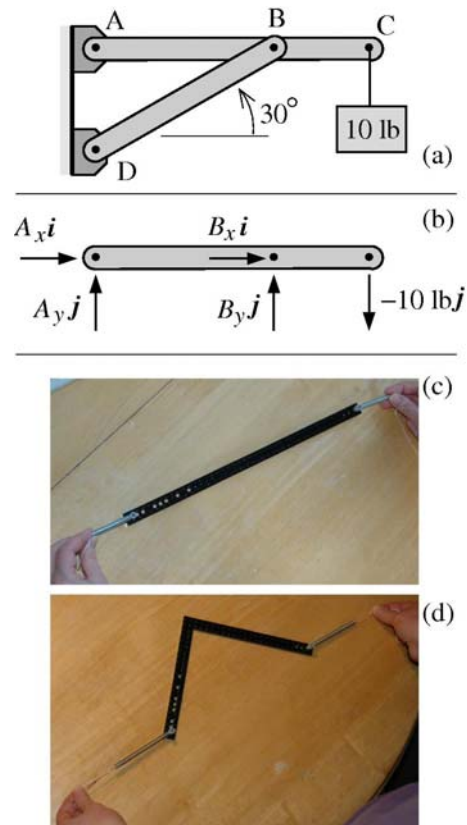 A B C
30°
10 lb
D (a)
(b)
A_x i B_x i
A_y j B_y j −10 lb j
(c)
(d)